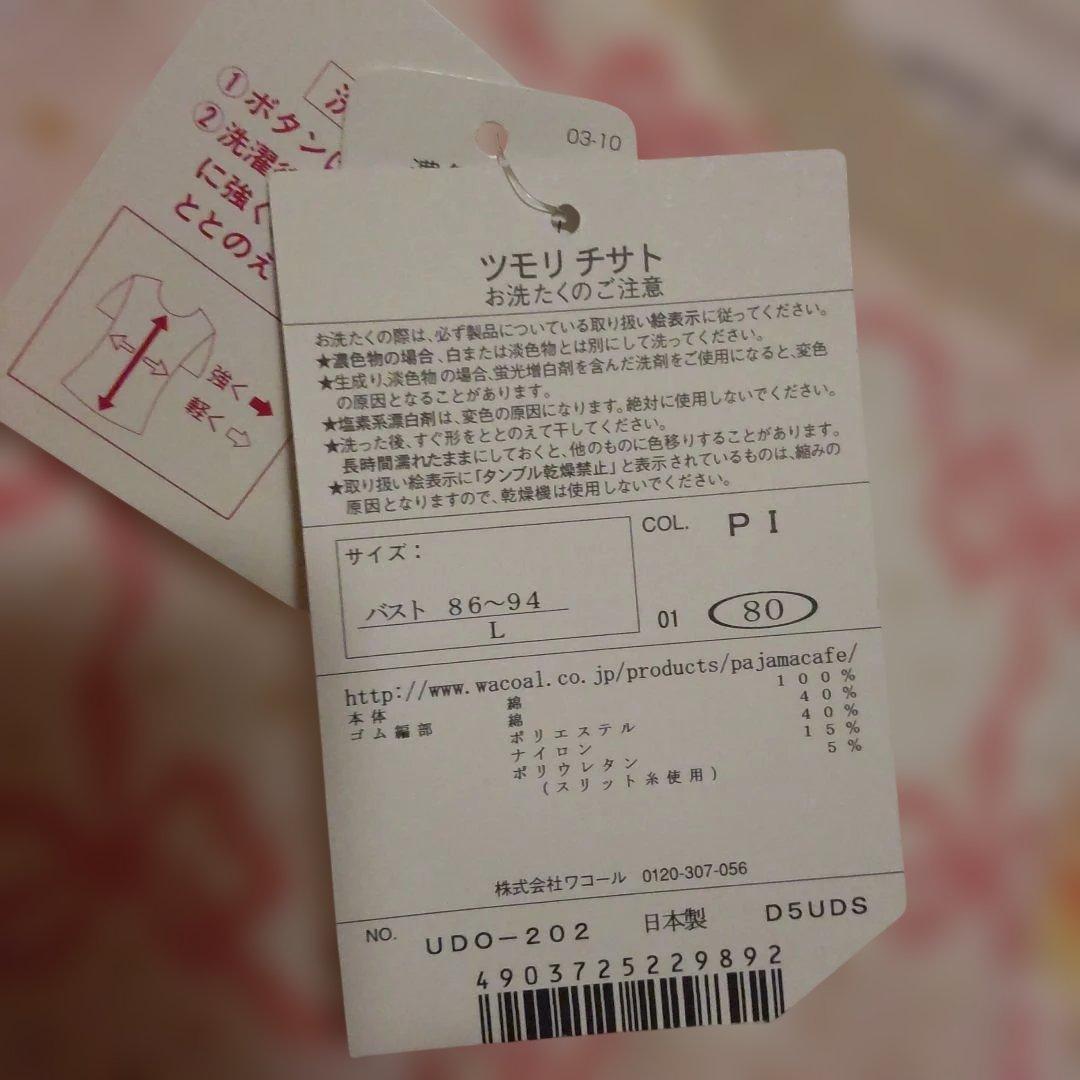 ①ボタン
②洗濯後
に強く
ととのえ
強く
軽く
03-10
ツモリ チサト
お洗たくのご注意
お洗たくの際は、必ず製品についている取り扱い絵表示に従ってください。
★濃色物の場合、白または淡色物とは別にして洗ってください。
★生成り、淡色物の場合、蛍光増白剤を含んだ洗剤をご使用になると、変色
の原因となることがあります。
★塩素系漂白剤は、変色の原因になります。絶対に使用しないでください。
★洗った後、すぐ形をととのえて干してください。
長時間濡れたままにしておくと、他のものに色移りすることがあります。
★取り扱い絵表示に「タンブル乾燥禁止」と表示されているものは、縮みの
原因となりますので、乾燥機は使用しないでください。
サイズ:
バスト 86〜94
L
COL. PI
01 80
http://www.wacoal.co.jp/products/pajamacafe/
本体 綿 100%
ゴム編部 綿 40%
ポリエステル 40%
ナイロン 15%
ポリウレタン 5%
(スリット糸使用)
株式会社ワコール 0120-307-056
NO. UDO-202 日本製 D5UDS
4903725229892